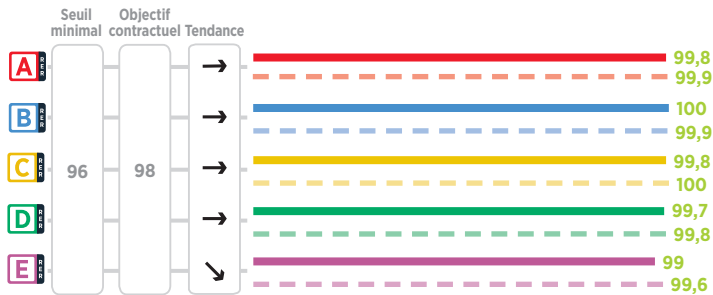 Seuil minimal
Objectif contractuel
Tendance
A RER
99,8
99,9
B RER
100
99,9
96
98
C RER
99,8
100
D RER
99,7
99,8
E RER
99
99,6